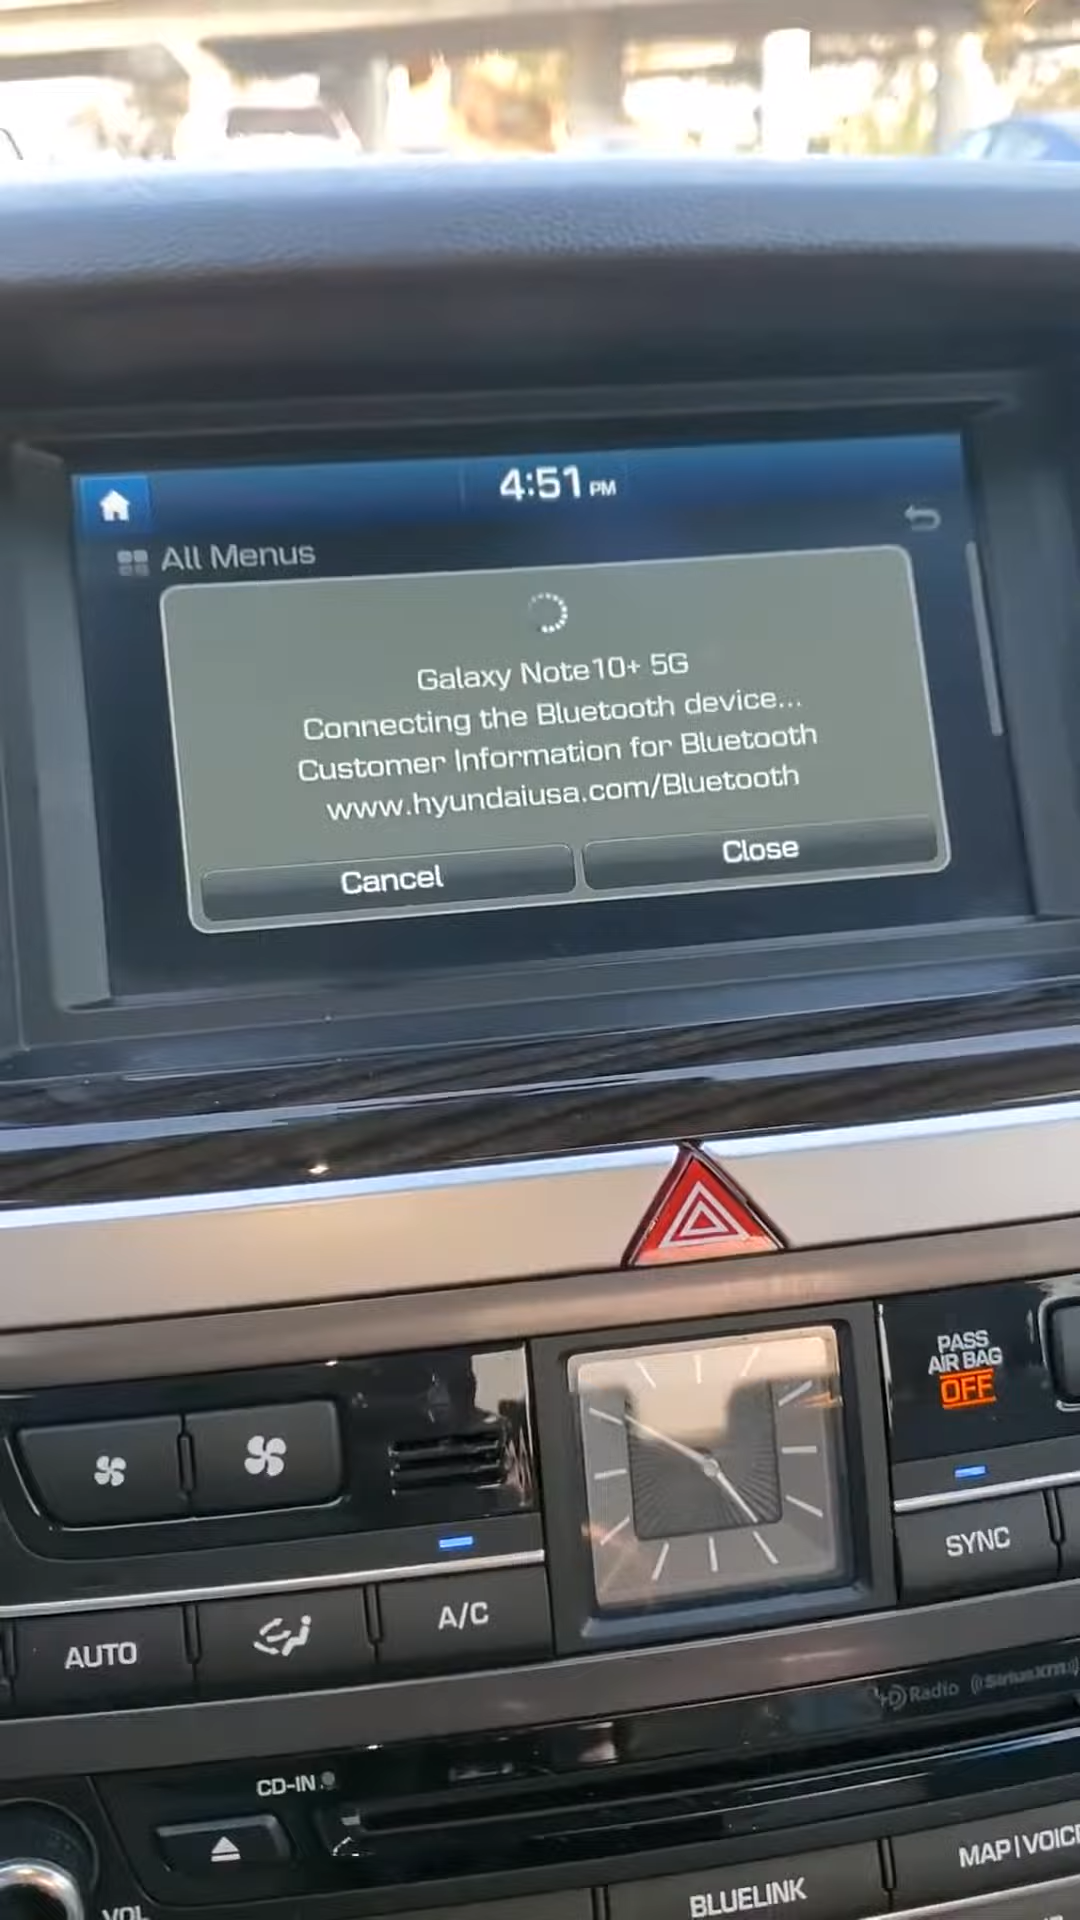 4:51 PM
All Menus
Galaxy Note10+ 5G
Connecting the Bluetooth device...
Customer Information for Bluetooth
www.hyundaiusa.com/Bluetooth
Cancel
Close
PASS
AIR BAG
OFF
SYNC
A/C
AUTO
HD Radio
SiriusXM
CD-IN
MAP|VOICE
BLUELINK
VOL